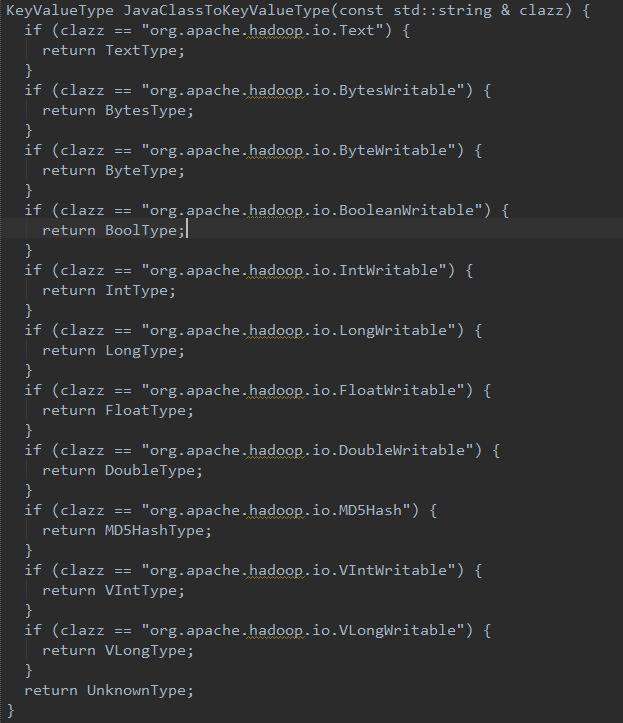 KeyValueType JavaClassToKeyValueType(const std::string & clazz) {
  if (clazz == "org.apache.hadoop.io.Text") {
    return TextType;
  }
  if (clazz == "org.apache.hadoop.io.BytesWritable") {
    return BytesType;
  }
  if (clazz == "org.apache.hadoop.io.ByteWritable") {
    return ByteType;
  }
  if (clazz == "org.apache.hadoop.io.BooleanWritable") {
    return BoolType;
  }
  if (clazz == "org.apache.hadoop.io.IntWritable") {
    return IntType;
  }
  if (clazz == "org.apache.hadoop.io.LongWritable") {
    return LongType;
  }
  if (clazz == "org.apache.hadoop.io.FloatWritable") {
    return FloatType;
  }
  if (clazz == "org.apache.hadoop.io.DoubleWritable") {
    return DoubleType;
  }
  if (clazz == "org.apache.hadoop.io.MD5Hash") {
    return MD5HashType;
  }
  if (clazz == "org.apache.hadoop.io.VIntWritable") {
    return VIntType;
  }
  if (clazz == "org.apache.hadoop.io.VLongWritable") {
    return VLongType;
  }
  return UnknownType;
}